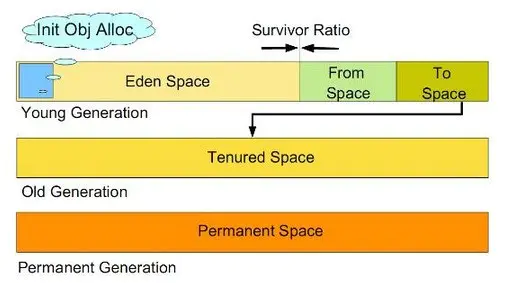 Init Obj Alloc
Survivor Ratio
Eden Space
From
Space
To
Space
Young Generation
Tenured Space
Old Generation
Permanent Space
Permanent Generation